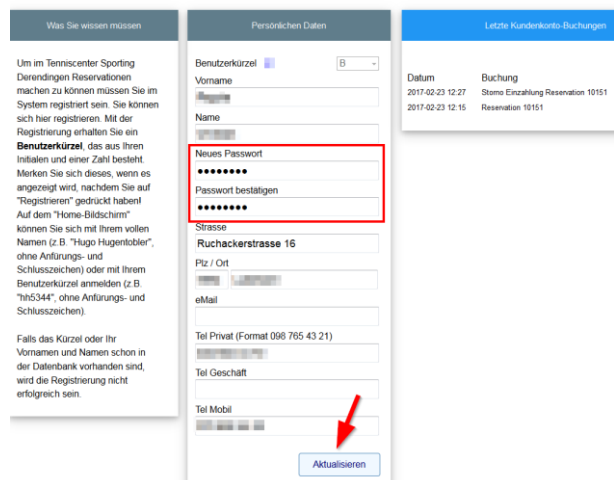 Was Sie wissen müssen
Um im Tenniscenter Sporting
Derendingen Reservationen
machen zu können müssen Sie im
System registriert sein. Sie können
sich hier registrieren. Mit der
Registrierung erhalten Sie ein
Benutzerkürzel, das aus Ihren
Initialen und einer Zahl besteht.
Merken Sie sich dieses, wenn es
angezeigt wird, nachdem Sie auf
"Registrieren" gedrückt haben!
Auf dem "Home-Bildschirm"
können Sie sich mit Ihrem vollen
Namen (z.B. "Hugo Hugentobler",
ohne Anfürungs- und
Schlusszeichen) oder mit Ihrem
Benutzerkürzel anmelden (z.B.
"hh5344", ohne Anfürungs- und
Schlusszeichen).
Falls das Kürzel oder Ihr
Vornamen und Namen schon in
der Datenbank vorhanden sind,
wird die Registrierung nicht
erfolgreich sein.
Persönlichen Daten
Benutzerkürzel B
Vorname
Name
Neues Passwort
●●●●●●●●
Passwort bestätigen
●●●●●●●●
Strasse
Ruchackerstrasse 16
Plz / Ort
eMail
Tel Privat (Format 098 765 43 21)
Tel Geschäft
Tel Mobil
Aktualisieren
Letzte Kundenkonto-Buchungen
Datum Buchung
2017-02-23 12:27 Storno Einzahlung Reservation 10151
2017-02-23 12:15 Reservation 10151